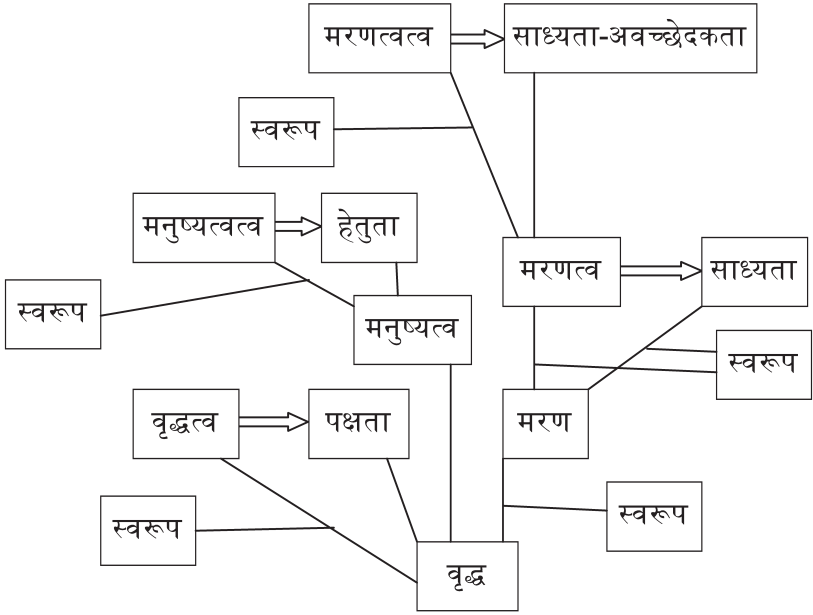 मरणत्वत्व
साध्यता-अवच्छेदकता
स्वरूप
मनुष्यत्वत्व
हेतुता
मरणत्व
साध्यता
स्वरूप
मनुष्यत्व
स्वरूप
वृद्धत्व
पक्षता
मरण
स्वरूप
स्वरूप
वृद्ध